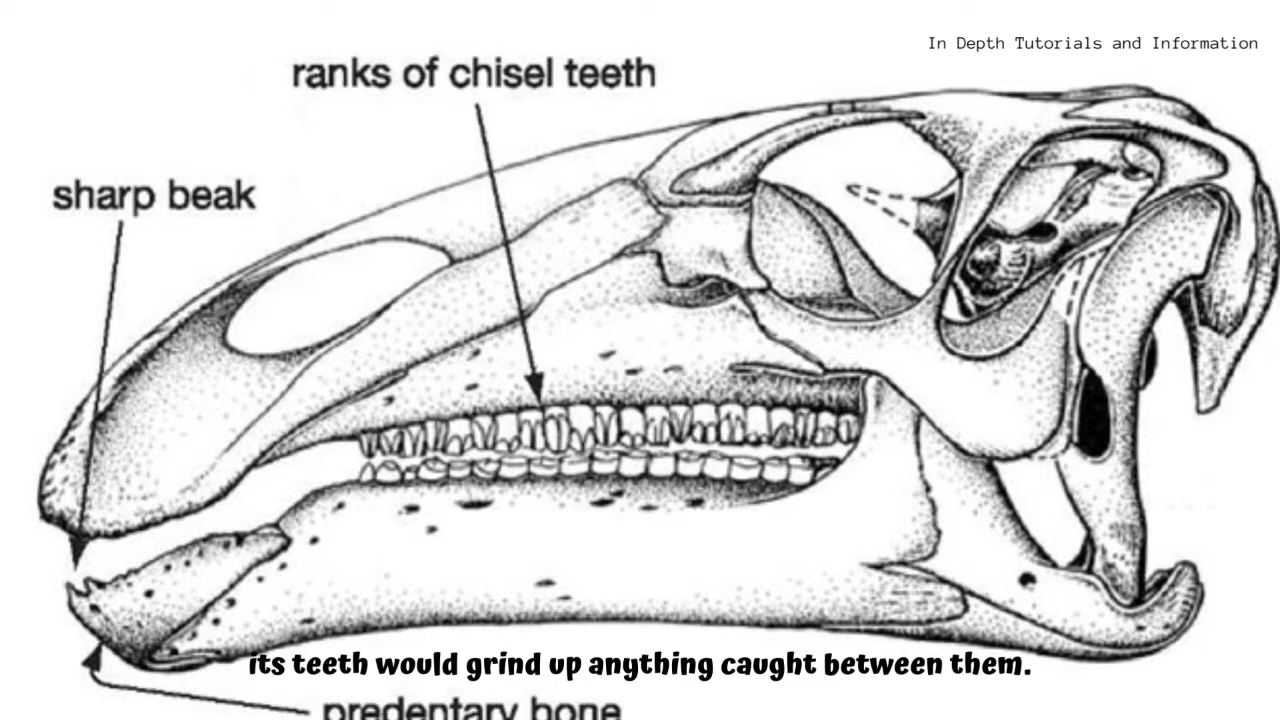 In Depth Tutorials and Information
ranks of chisel teeth
sharp beak
its teeth would grind up anything caught between them.
predentary bone